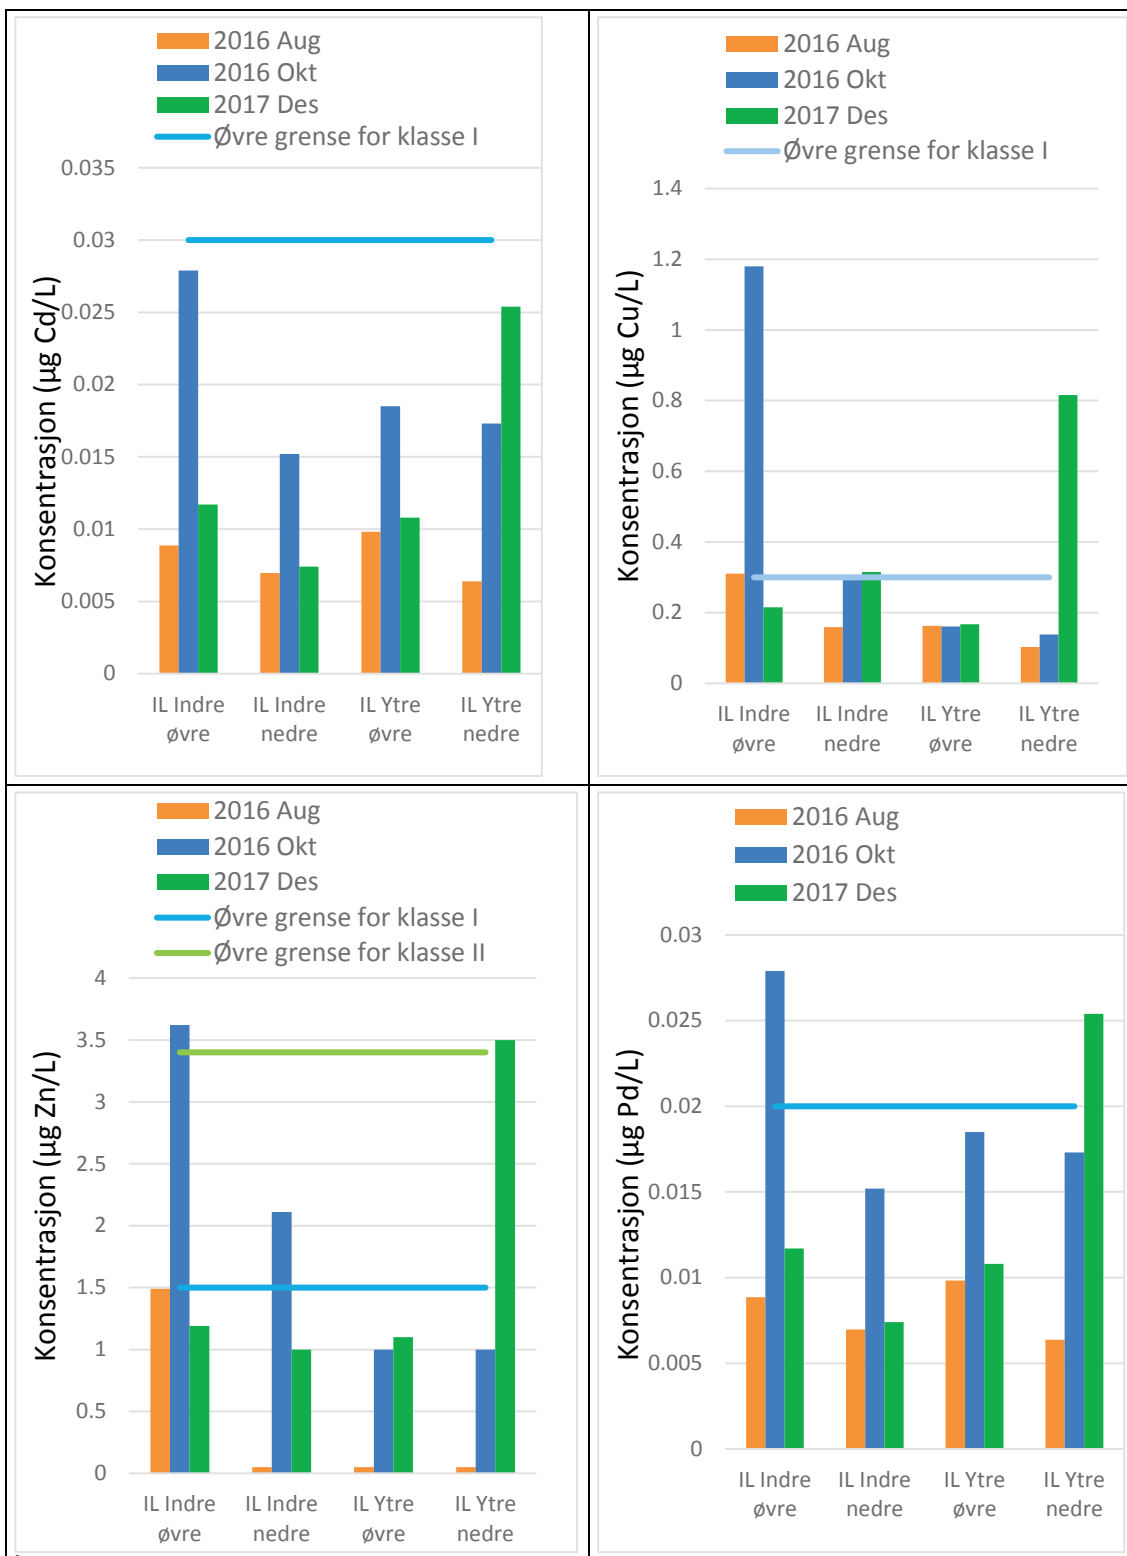 2016 Aug
2016 Okt
2017 Des
Øvre grense for klasse I
0.035
0.03
0.025
0.02
0.015
0.01
0.005
0
Konsentrasjon (µg Cd/L)
IL Indre IL Indre IL Ytre IL Ytre
øvre nedre øvre nedre
2016 Aug
2016 Okt
2017 Des
Øvre grense for klasse I
1.4
1.2
1
0.8
0.6
0.4
0.2
0
Konsentrasjon (µg Cu/L)
IL Indre IL Indre IL Ytre IL Ytre
øvre nedre øvre nedre
2016 Aug
2016 Okt
2017 Des
Øvre grense for klasse I
Øvre grense for klasse II
4
3.5
3
2.5
2
1.5
1
0.5
0
Konsentrasjon (µg Zn/L)
IL Indre IL Indre IL Ytre IL Ytre
øvre nedre øvre nedre
2016 Aug
2016 Okt
2017 Des
0.03
0.025
0.02
0.015
0.01
0.005
0
Konsentrasjon (µg Pd/L)
IL Indre IL Indre IL Ytre IL Ytre
øvre nedre øvre nedre